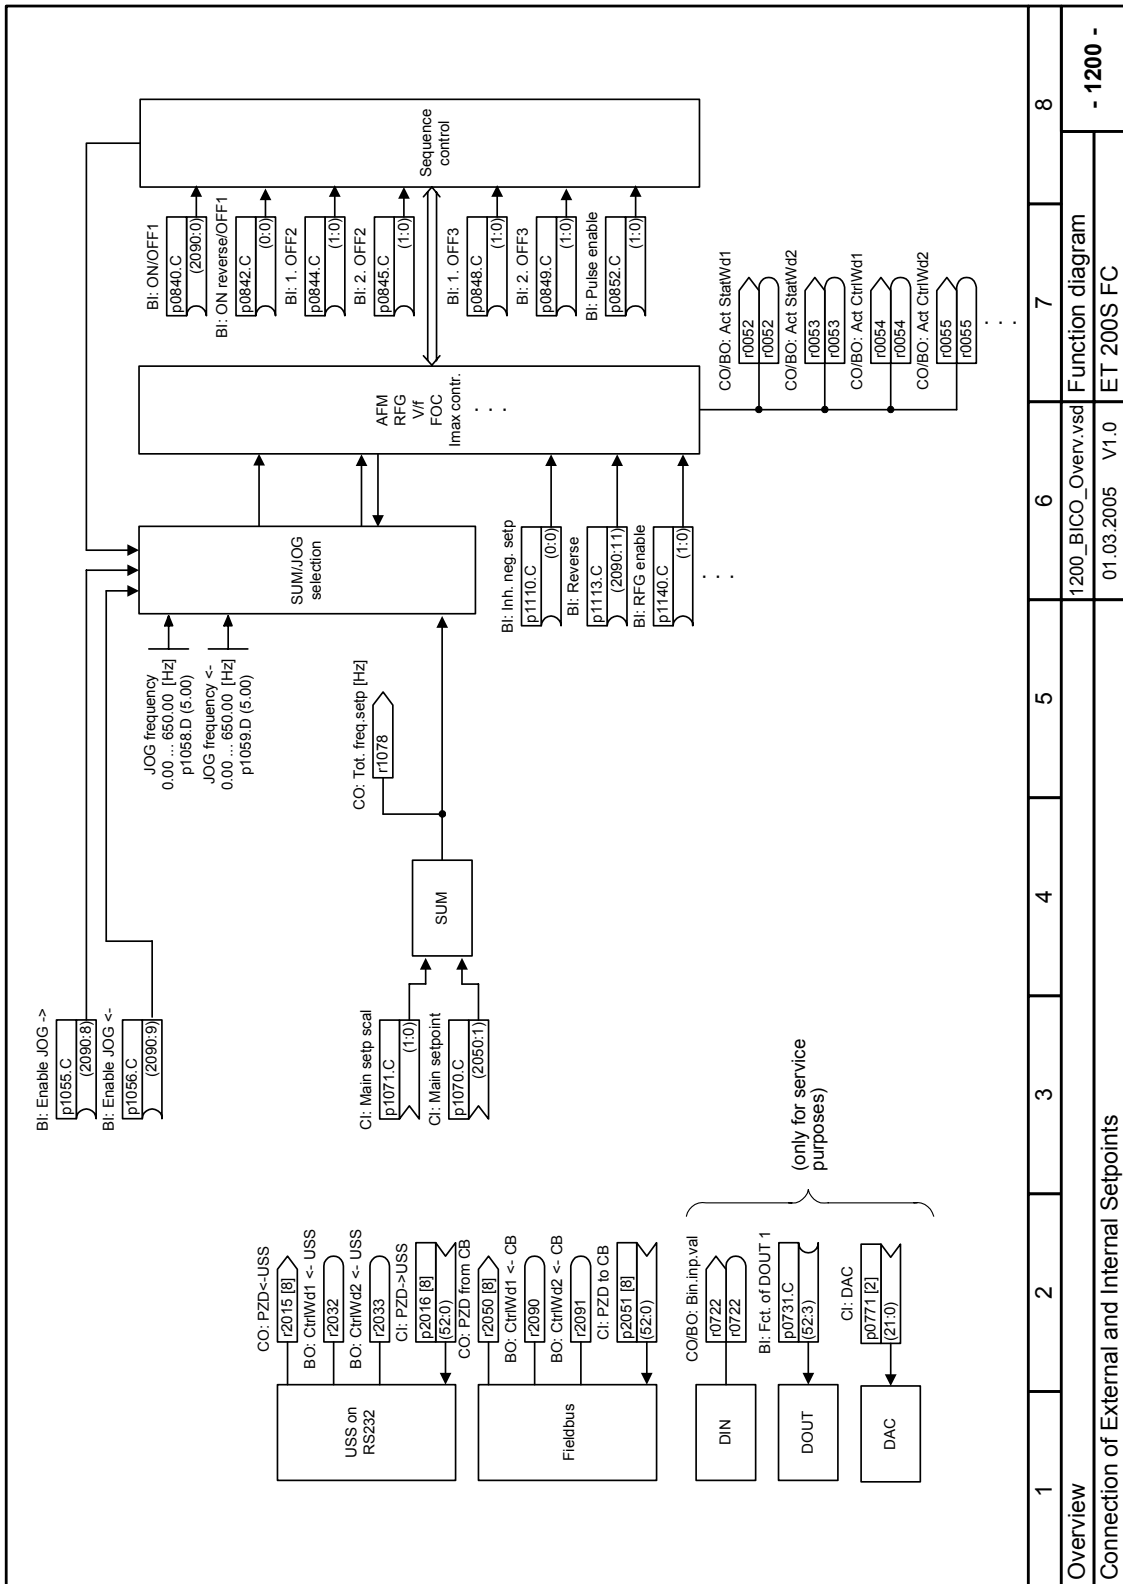 USS on
RS232
CO: PZD<-USS
r2015 [8]
BO: CtrlWd1 <- USS
r2032
BO: CtrlWd2 <- USS
r2033
CI: PZD->USS
p2016 [8]
(52:0)
Fieldbus
CO: PZD from CB
r2050 [8]
BO: CtrlWd1 <- CB
r2090
BO: CtrlWd2 <- CB
r2091
CI: PZD to CB
p2051 [8]
(52:0)
DIN
CO/BO: Bin.inp.val
r0722
r0722
DOUT
BI: Fct. of DOUT 1
p0731.C
(52:3)
DAC
CI: DAC
p0771 [2]
(21:0)
(only for service
purposes)
BI: Enable JOG ->
p1055.C
(2090:8)
BI: Enable JOG <-
p1056.C
(2090:9)
CI: Main setp scal
p1071.C
(1:0)
CI: Main setpoint
p1070.C
(2050:1)
SUM
CO: Tot. freq.setp [Hz]
r1078
JOG frequency
0.00 ... 650.00 [Hz]
p1058.D (5.00)
JOG frequency <-
0.00 ... 650.00 [Hz]
p1059.D (5.00)
SUM/JOG
selection
BI: Inh. neg. setp
p1110.C
(0:0)
BI: Reverse
p1113.C
(2090:11)
BI: RFG enable
p1140.C
(1:0)
. . .
AFM
RFG
V/f
FOC
Imax contr.
. . .
BI: ON/OFF1
p0840.C
(2090:0)
BI: ON reverse/OFF1
p0842.C
(0:0)
BI: 1. OFF2
p0844.C
(1:0)
BI: 2. OFF2
p0845.C
(1:0)
BI: 1. OFF3
p0848.C
(1:0)
BI: 2. OFF3
p0849.C
(1:0)
BI: Pulse enable
p0852.C
(1:0)
Sequence
control
CO/BO: Act StatWd1
r0052
r0052
CO/BO: Act StatWd2
r0053
r0053
CO/BO: Act CtrlWd1
r0054
r0054
CO/BO: Act CtrlWd2
r0055
r0055
. . .
1 2 3 4 5 6 7 8
Overview 1200_BICO_Overv.vsd Function diagram - 1200 -
Connection of External and Internal Setpoints 01.03.2005 V1.0 ET 200S FC